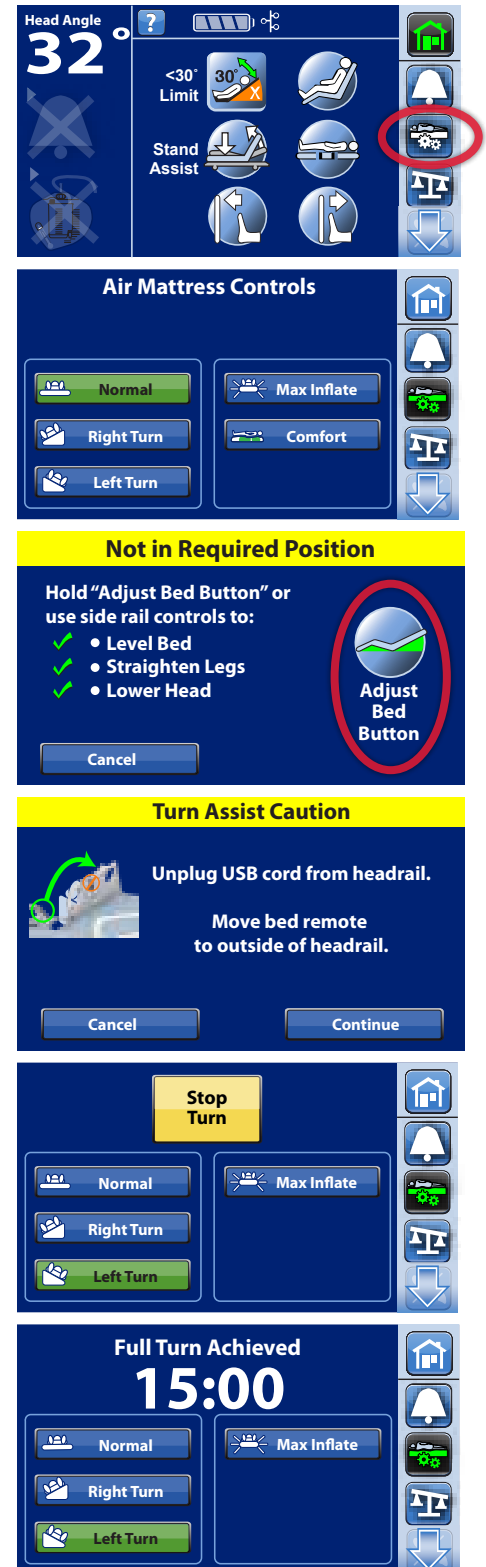 Head Angle
32°
?
<30°
Limit
30°
X
Stand
Assist
Air Mattress Controls
Normal
Max Inflate
Right Turn
Comfort
Left Turn
Not in Required Position
Hold “Adjust Bed Button” or
use side rail controls to:
✓ • Level Bed
✓ • Straighten Legs
✓ • Lower Head
Adjust
Bed
Button
Cancel
Turn Assist Caution
Unplug USB cord from headrail.
Move bed remote
to outside of headrail.
Cancel
Continue
Stop
Turn
Normal
Max Inflate
Right Turn
Left Turn
Full Turn Achieved
15:00
Normal
Max Inflate
Right Turn
Left Turn